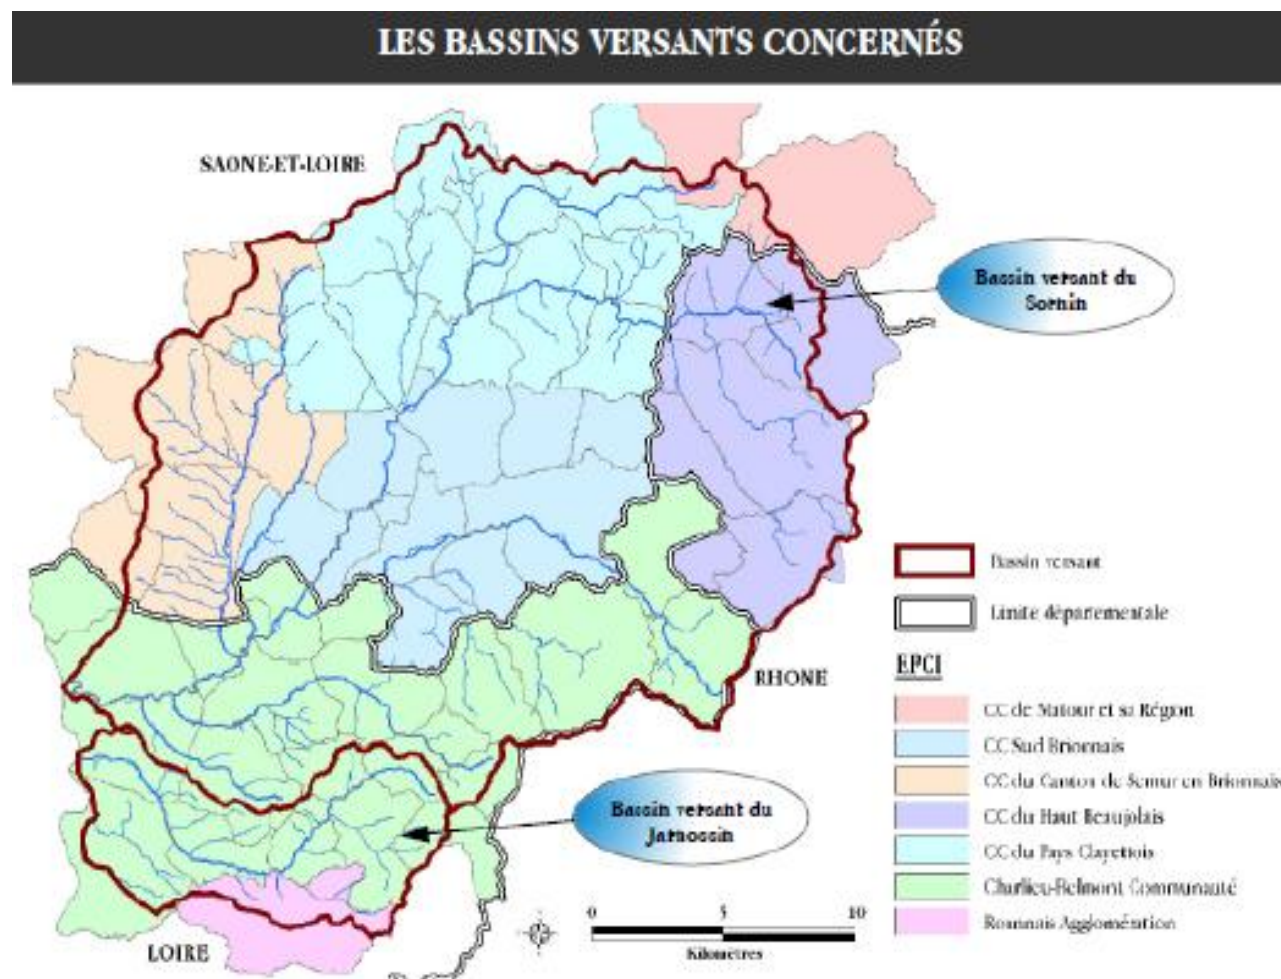 LES BASSINS VERSANTS CONCERNÉS
SAONE-ET-LOIRE
Bassin versant du
Sornin
Bassin versant
Limite départementale
RHONE
EPCI
CC de Matour et sa Région
CC Sud Brionnais
CC du Canton de Semur en Brionnais
CC du Haut Beaujolais
CC du Pays Clayettois
Charlieu-Belmont Communauté
Roannais Agglomération
Bassin versant du
Jarnossin
0 5 10
Kilomètres
LOIRE